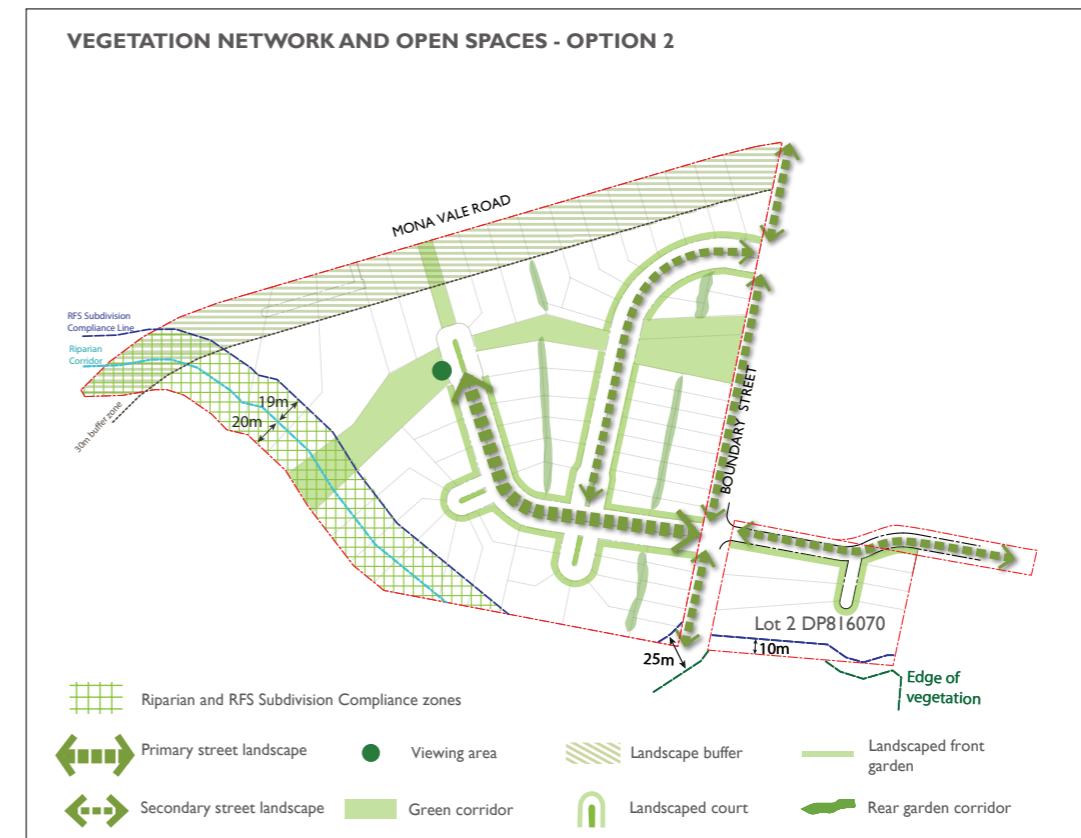 VEGETATION NETWORK AND OPEN SPACES - OPTION 2
MONA VALE ROAD
RFS Subdivision
Compliance Line
Riparian
Corridor
30m buffer zone
19m
20m
BOUNDARY STREET
Lot 2 DP816070
10m
25m
Edge of
vegetation
Riparian and RFS Subdivision Compliance zones
Primary street landscape
Viewing area
Landscape buffer
Landscaped front
garden
Secondary street landscape
Green corridor
Landscaped court
Rear garden corridor